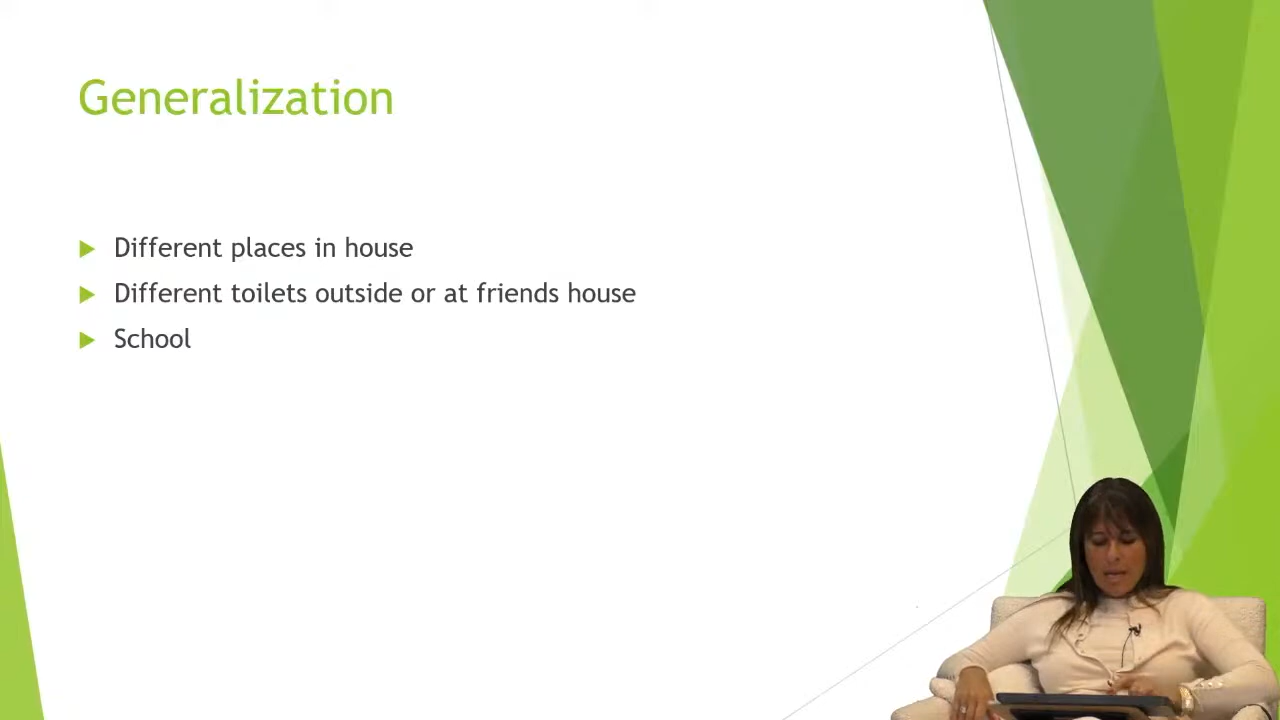 Generalization
Different places in house
Different toilets outside or at friends house
School